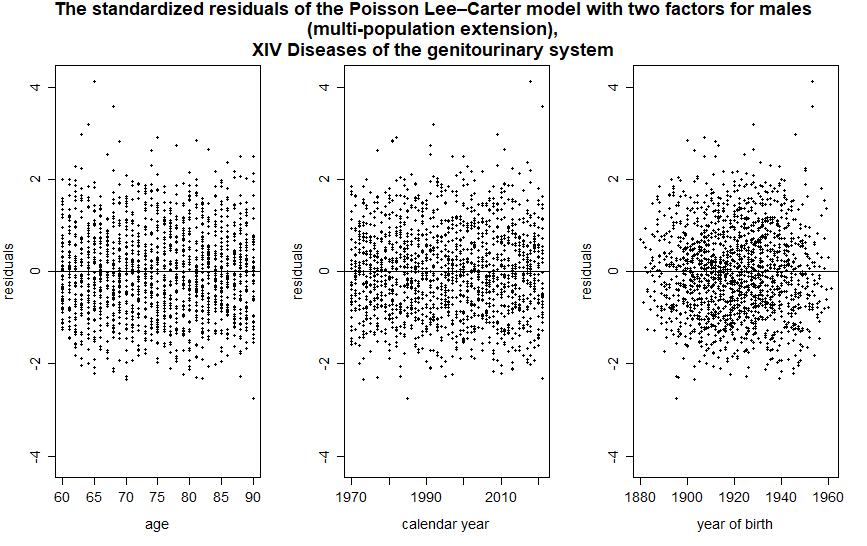 The standardized residuals of the Poisson Lee–Carter model with two factors for males
(multi-population extension),
XIV Diseases of the genitourinary system
residuals
4
2
0
-2
-4
60 65 70 75 80 85 90
age
residuals
4
2
0
-2
-4
1970 1990 2010
calendar year
residuals
4
2
0
-2
-4
1880 1900 1920 1940 1960
year of birth